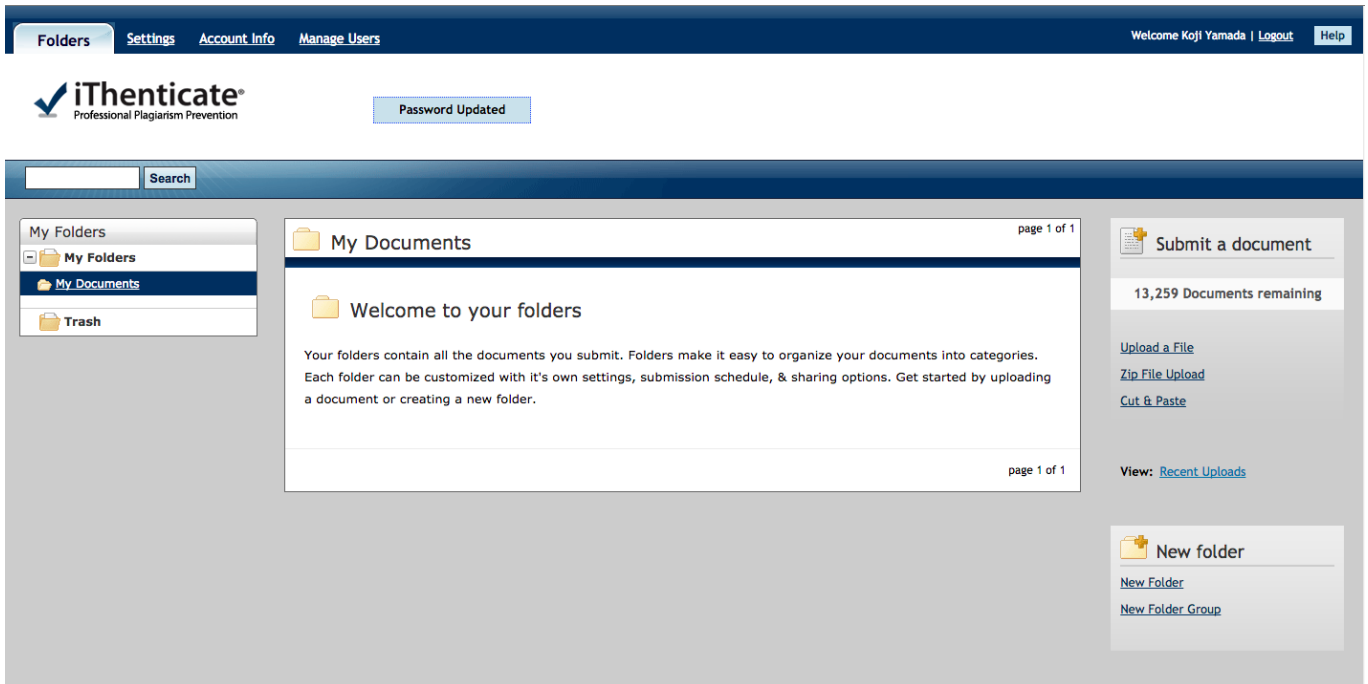 Folders Settings Account Info Manage Users
Welcome Koji Yamada | Logout Help
iThenticate®
Professional Plagiarism Prevention
Password Updated
Search
My Folders
My Folders
My Documents
Trash
My Documents
page 1 of 1
Welcome to your folders
Your folders contain all the documents you submit. Folders make it easy to organize your documents into categories.
Each folder can be customized with it's own settings, submission schedule, & sharing options. Get started by uploading
a document or creating a new folder.
page 1 of 1
Submit a document
13,259 Documents remaining
Upload a File
Zip File Upload
Cut & Paste
View: Recent Uploads
New folder
New Folder
New Folder Group